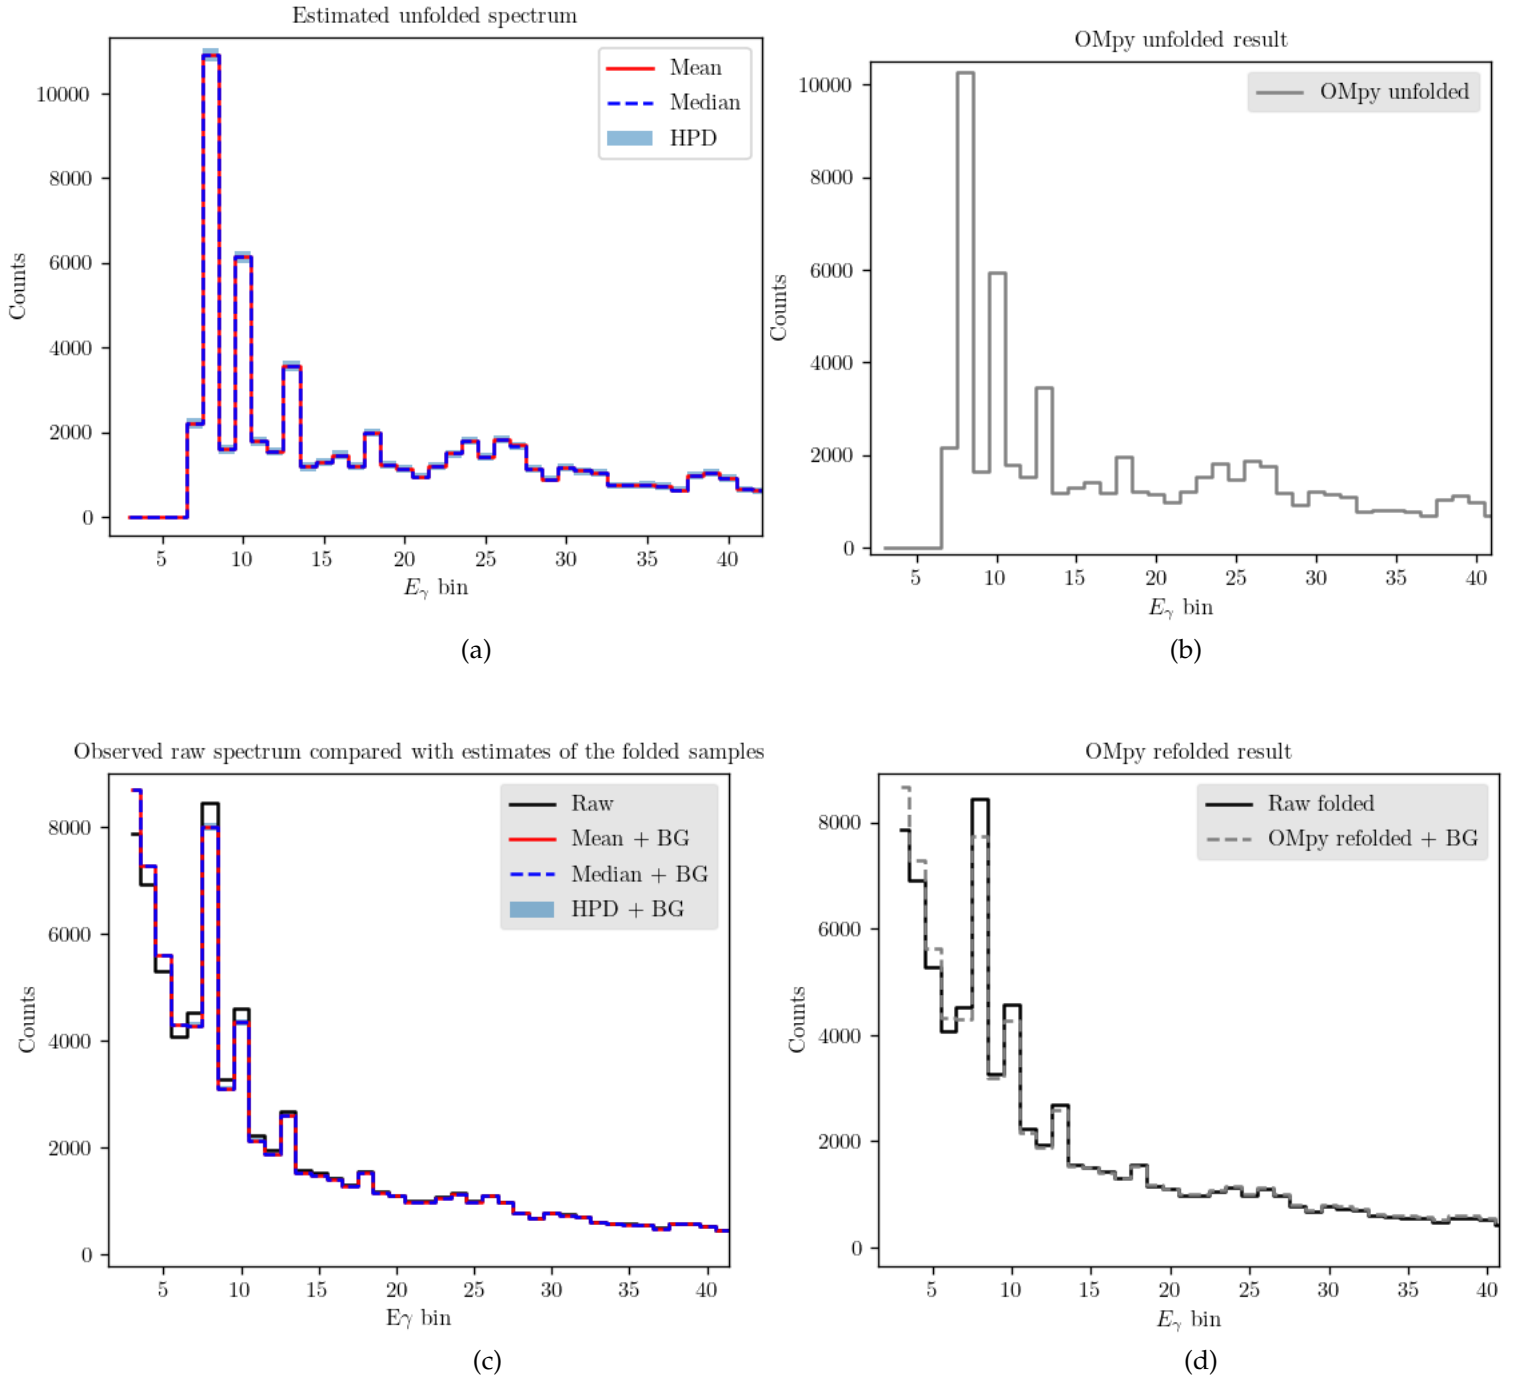 Estimated unfolded spectrum
Mean
Median
HPD
10000
8000
6000
4000
2000
0
Counts
5 10 15 20 25 30 35 40
Eγ bin
(a)
OMpy unfolded result
OMpy unfolded
10000
8000
6000
4000
2000
0
Counts
5 10 15 20 25 30 35 40
Eγ bin
(b)
Observed raw spectrum compared with estimates of the folded samples
Raw
Mean + BG
Median + BG
HPD + BG
8000
6000
4000
2000
0
Counts
5 10 15 20 25 30 35 40
Eγ bin
(c)
OMpy refolded result
Raw folded
OMpy refolded + BG
8000
6000
4000
2000
0
Counts
5 10 15 20 25 30 35 40
Eγ bin
(d)